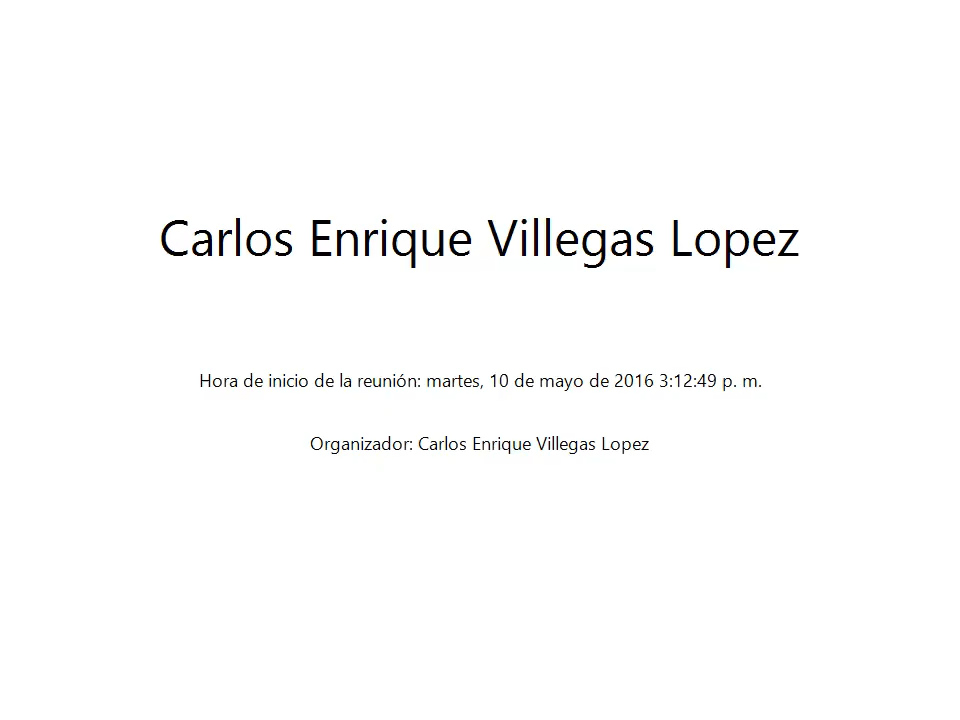 Carlos Enrique Villegas Lopez
Hora de inicio de la reunión: martes, 10 de mayo de 2016 3:12:49 p. m.
Organizador: Carlos Enrique Villegas Lopez